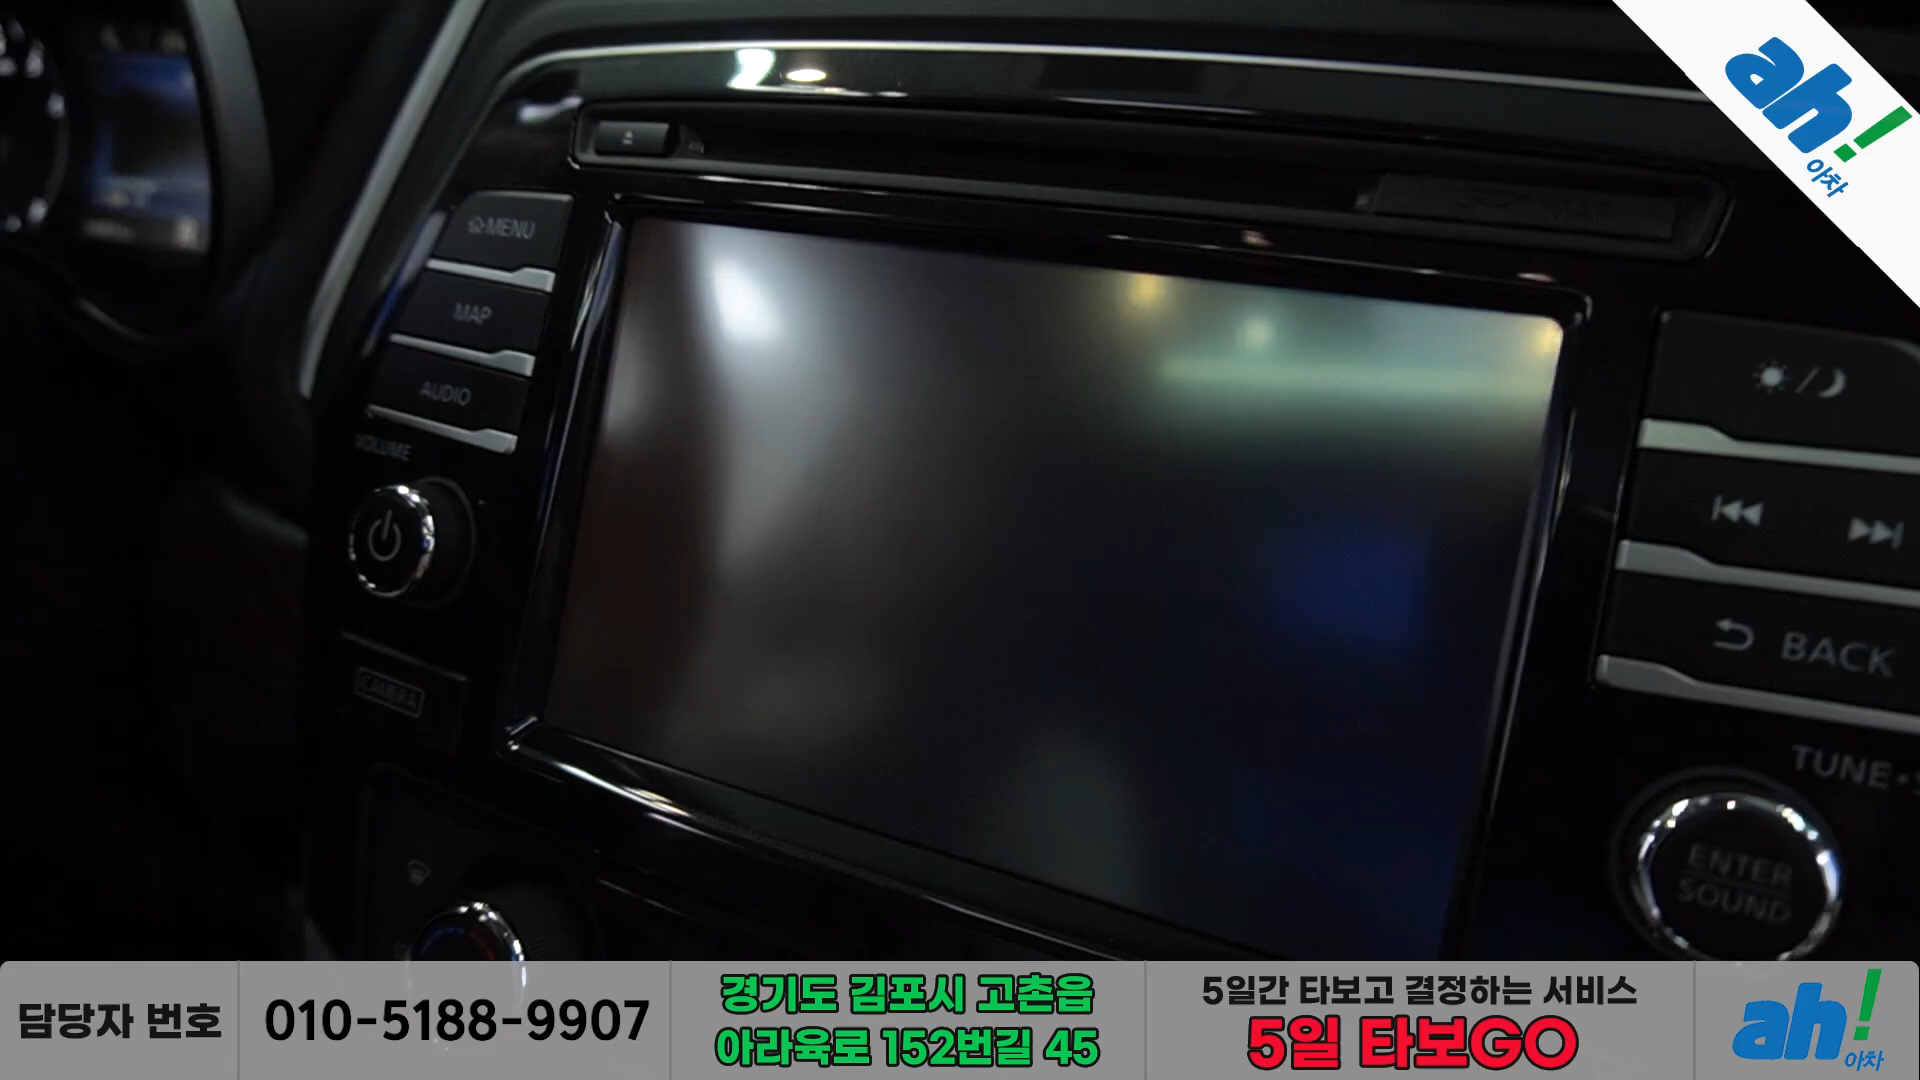 ah!
아차
MENU
MAP
AUDIO
VOLUME
CAMERA
BACK
TUNE
ENTER
SOUND
담당자 번호
010-5188-9907
경기도 김포시 고촌읍
아라육로 152번길 45
5일간 타보고 결정하는 서비스
5일 타보GO
ah!
아차